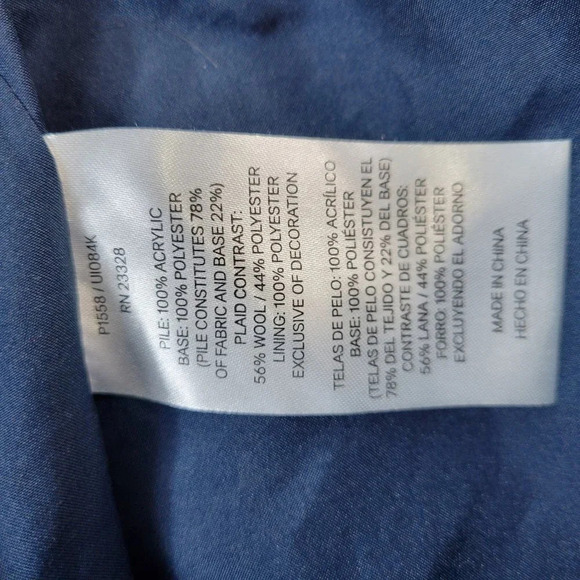 P1558 / UI084K
RN 23328
PILE: 100% ACRYLIC
BASE: 100% POLYESTER
(PILE CONSTITUTES 78%
OF FABRIC AND BASE 22%)
PLAID CONTRAST:
56% WOOL / 44% POLYESTER
LINING: 100% POLYESTER
EXCLUSIVE OF DECORATION
TELAS DE PELO: 100% ACRÍLICO
BASE: 100% POLIÉSTER
(TELAS DE PELO CONSISTUYEN EL
78% DEL TEJIDO Y 22% DEL BASE)
CONTRASTE DE CUADROS:
56% LANA / 44% POLIÉSTER
FORRO: 100% POLIÉSTER
EXCLUYENDO EL ADORNO
MADE IN CHINA
HECHO EN CHINA